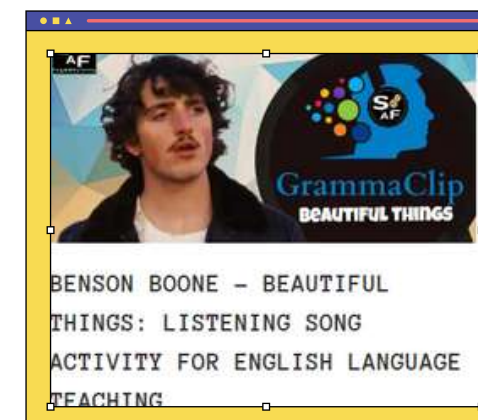 AF
S&AF
GrammaClip
BEAUTIFUL THINGS
BENSON BOONE – BEAUTIFUL
THINGS: LISTENING SONG
ACTIVITY FOR ENGLISH LANGUAGE
TEACHING